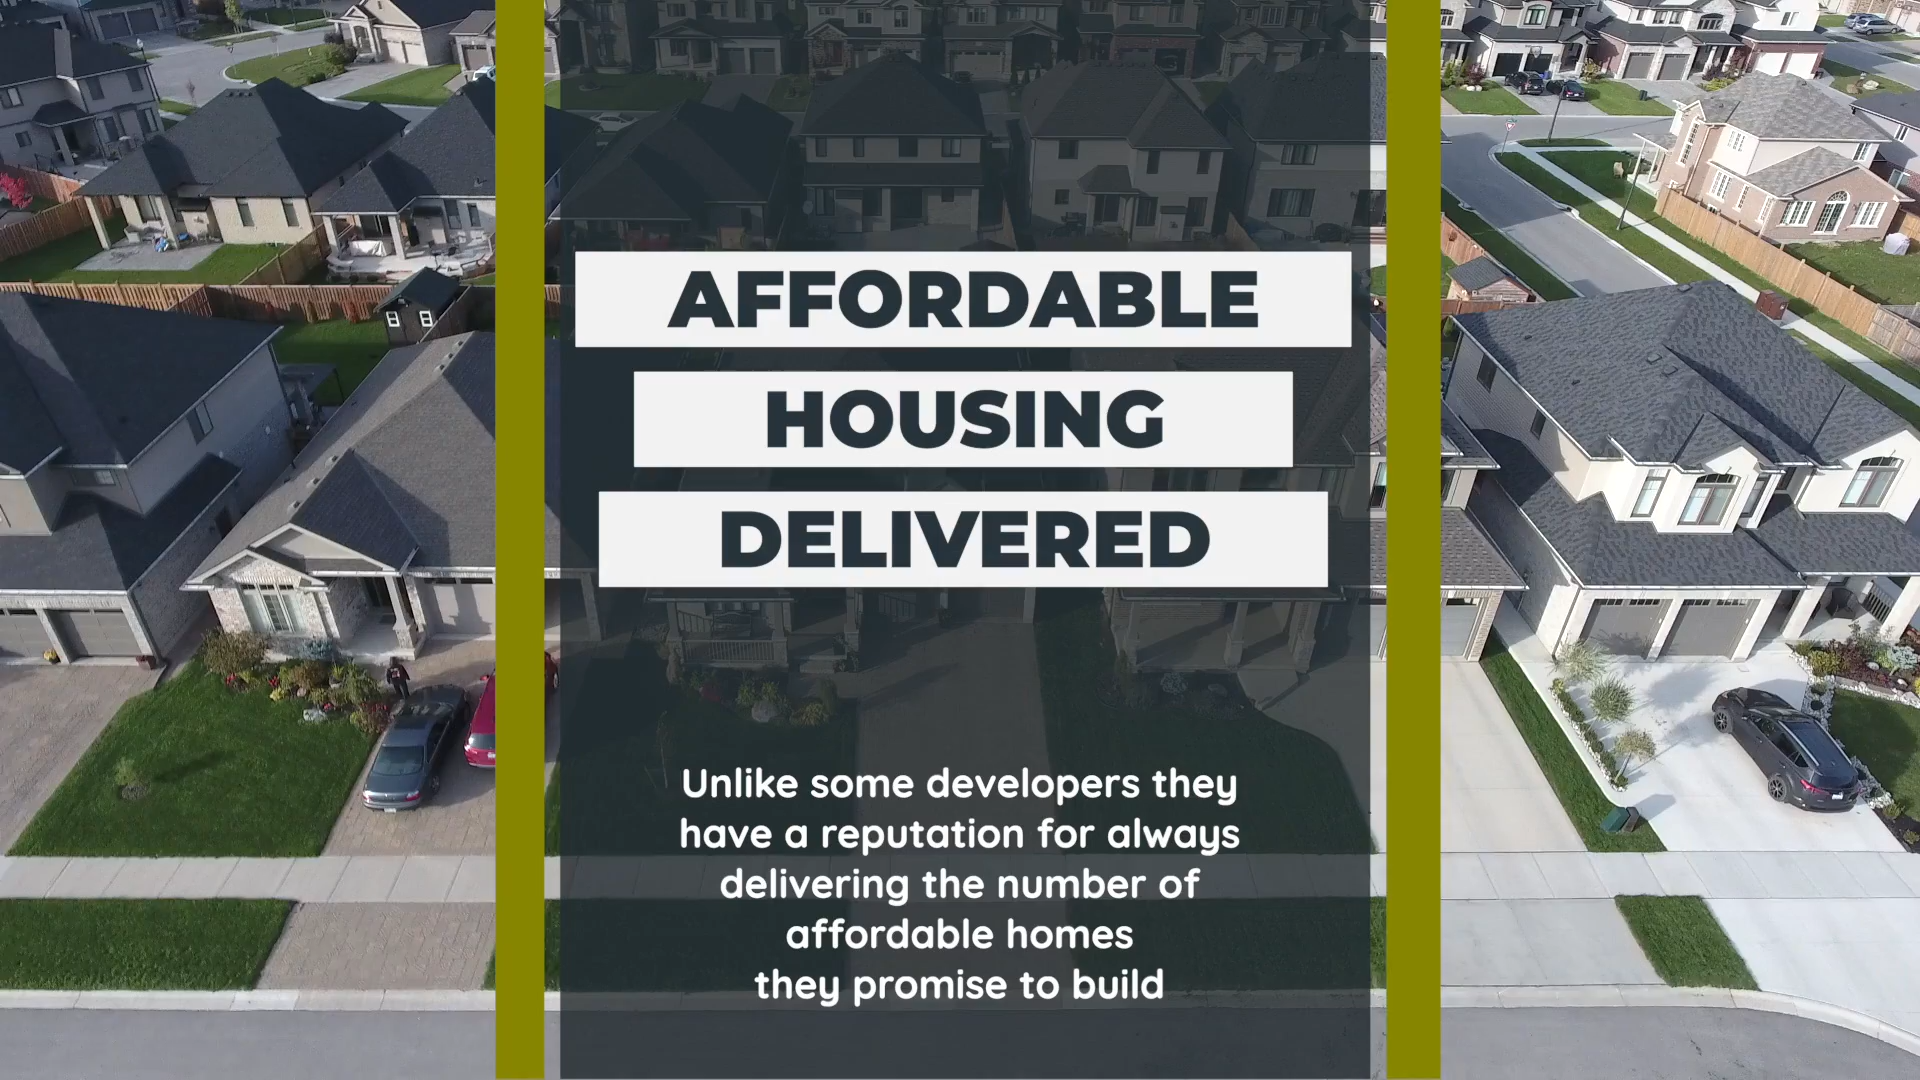 AFFORDABLE
HOUSING
DELIVERED
Unlike some developers they
have a reputation for always
delivering the number of
affordable homes
they promise to build